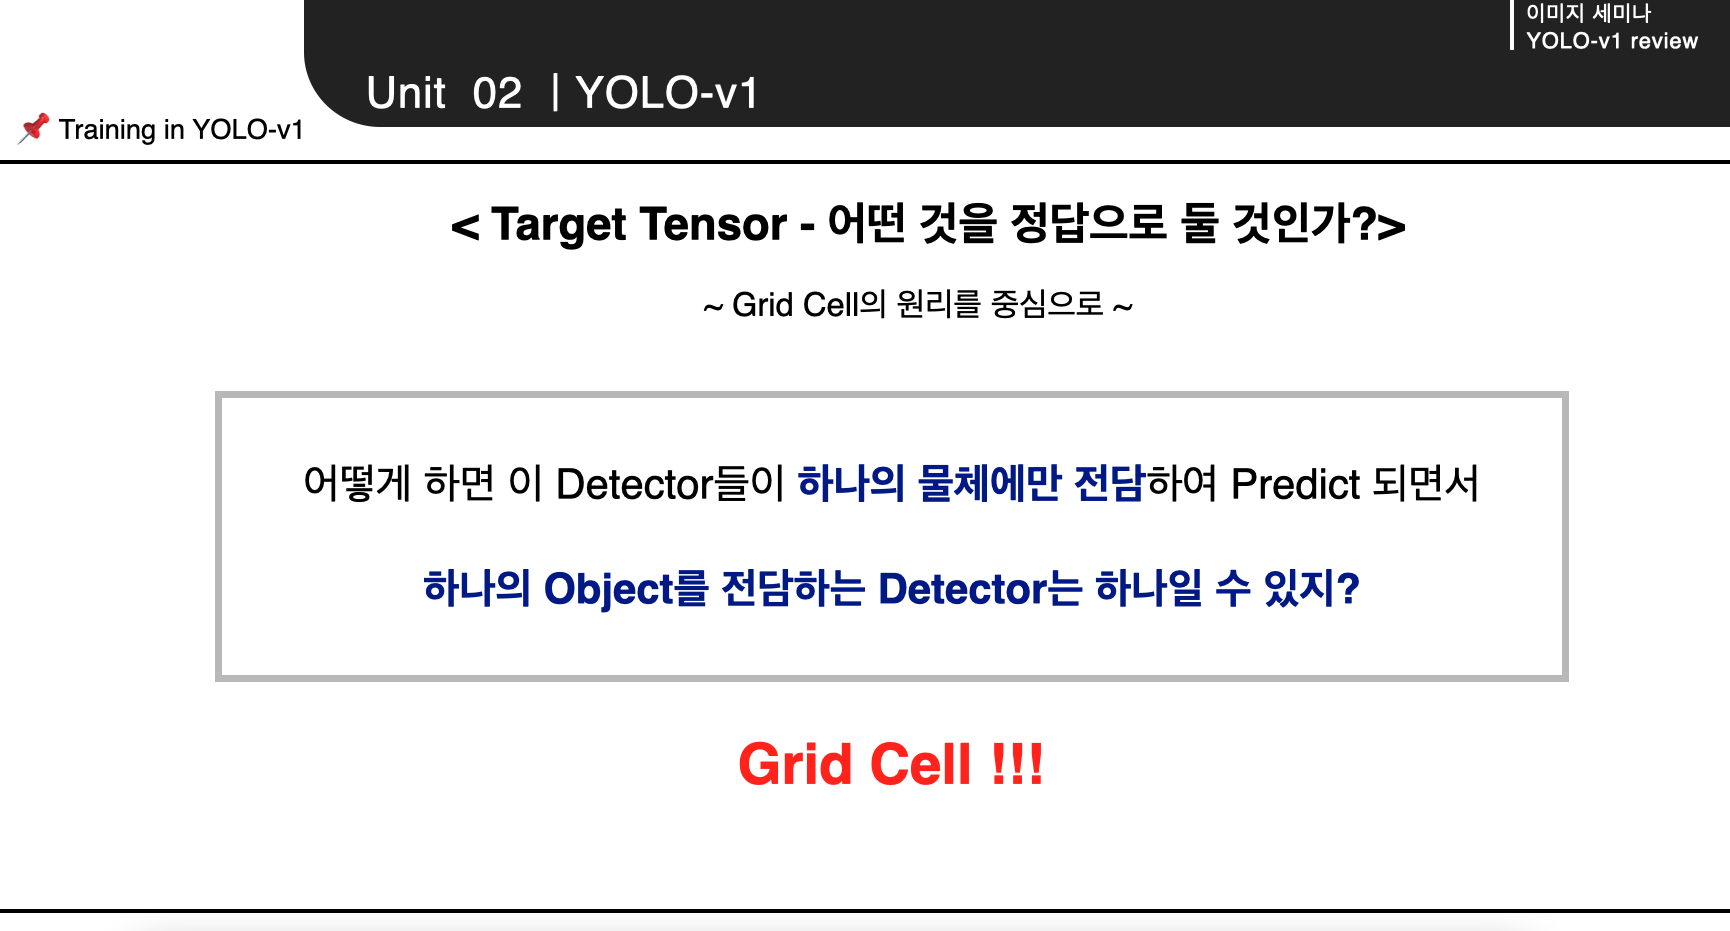 이미지 세미나
YOLO-v1 review
Unit 02 | YOLO-v1
📌 Training in YOLO-v1
< Target Tensor - 어떤 것을 정답으로 둘 것인가?>
~ Grid Cell의 원리를 중심으로 ~
어떻게 하면 이 Detector들이 하나의 물체에만 전담하여 Predict 되면서
하나의 Object를 전담하는 Detector는 하나일 수 있지?
Grid Cell !!!